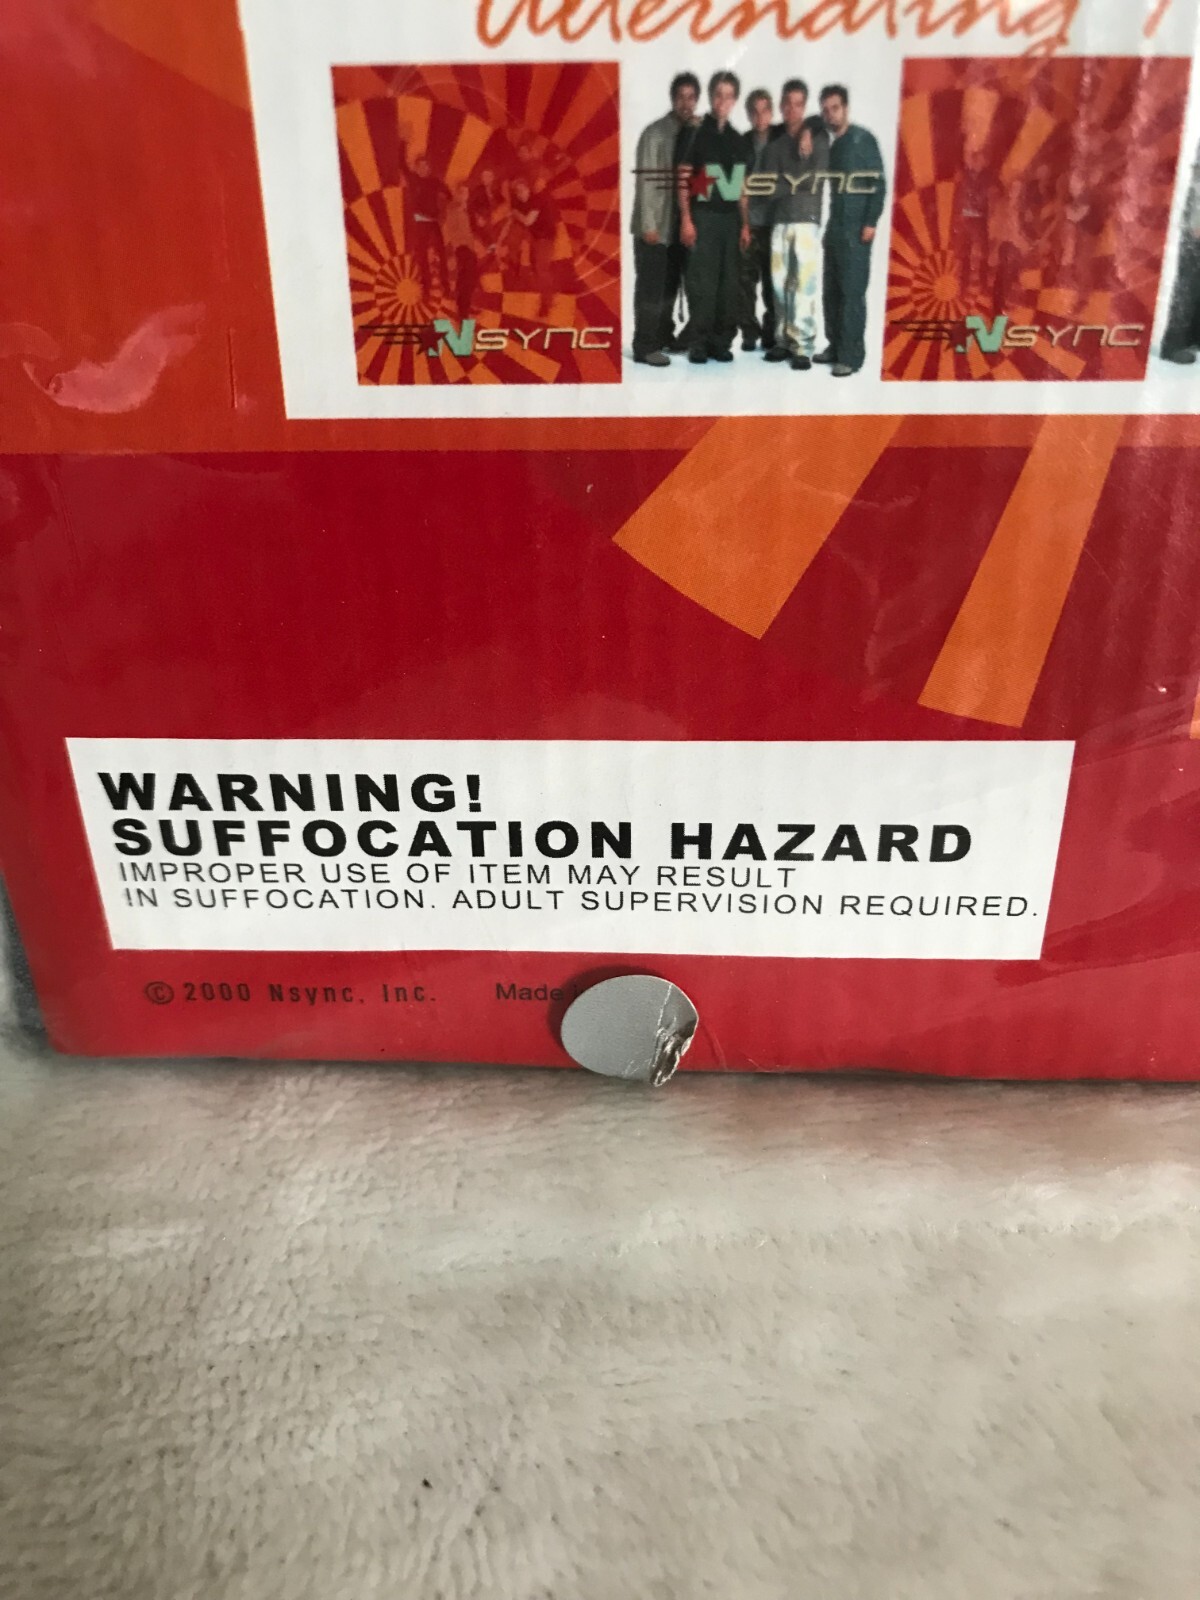 alternating
NSYNC
NSYNC
NSYNC
WARNING!
SUFFOCATION HAZARD
IMPROPER USE OF ITEM MAY RESULT
IN SUFFOCATION. ADULT SUPERVISION REQUIRED.
© 2000 Nsync, Inc. Made